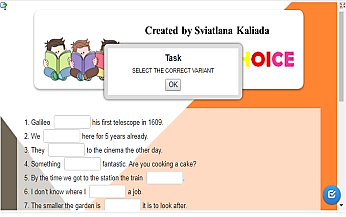 Created by Sviatlana Kaliada
HOICE
Task
SELECT THE CORRECT VARIANT
OK
1. Galileo his first telescope in 1609.
2. We here for 5 years already.
3. They to the cinema the other day.
4. Something fantastic. Are you cooking a cake?
5. By the time we got to the station the train .
6. I don't know where I a job.
7. The smaller the garden is it is to look after.